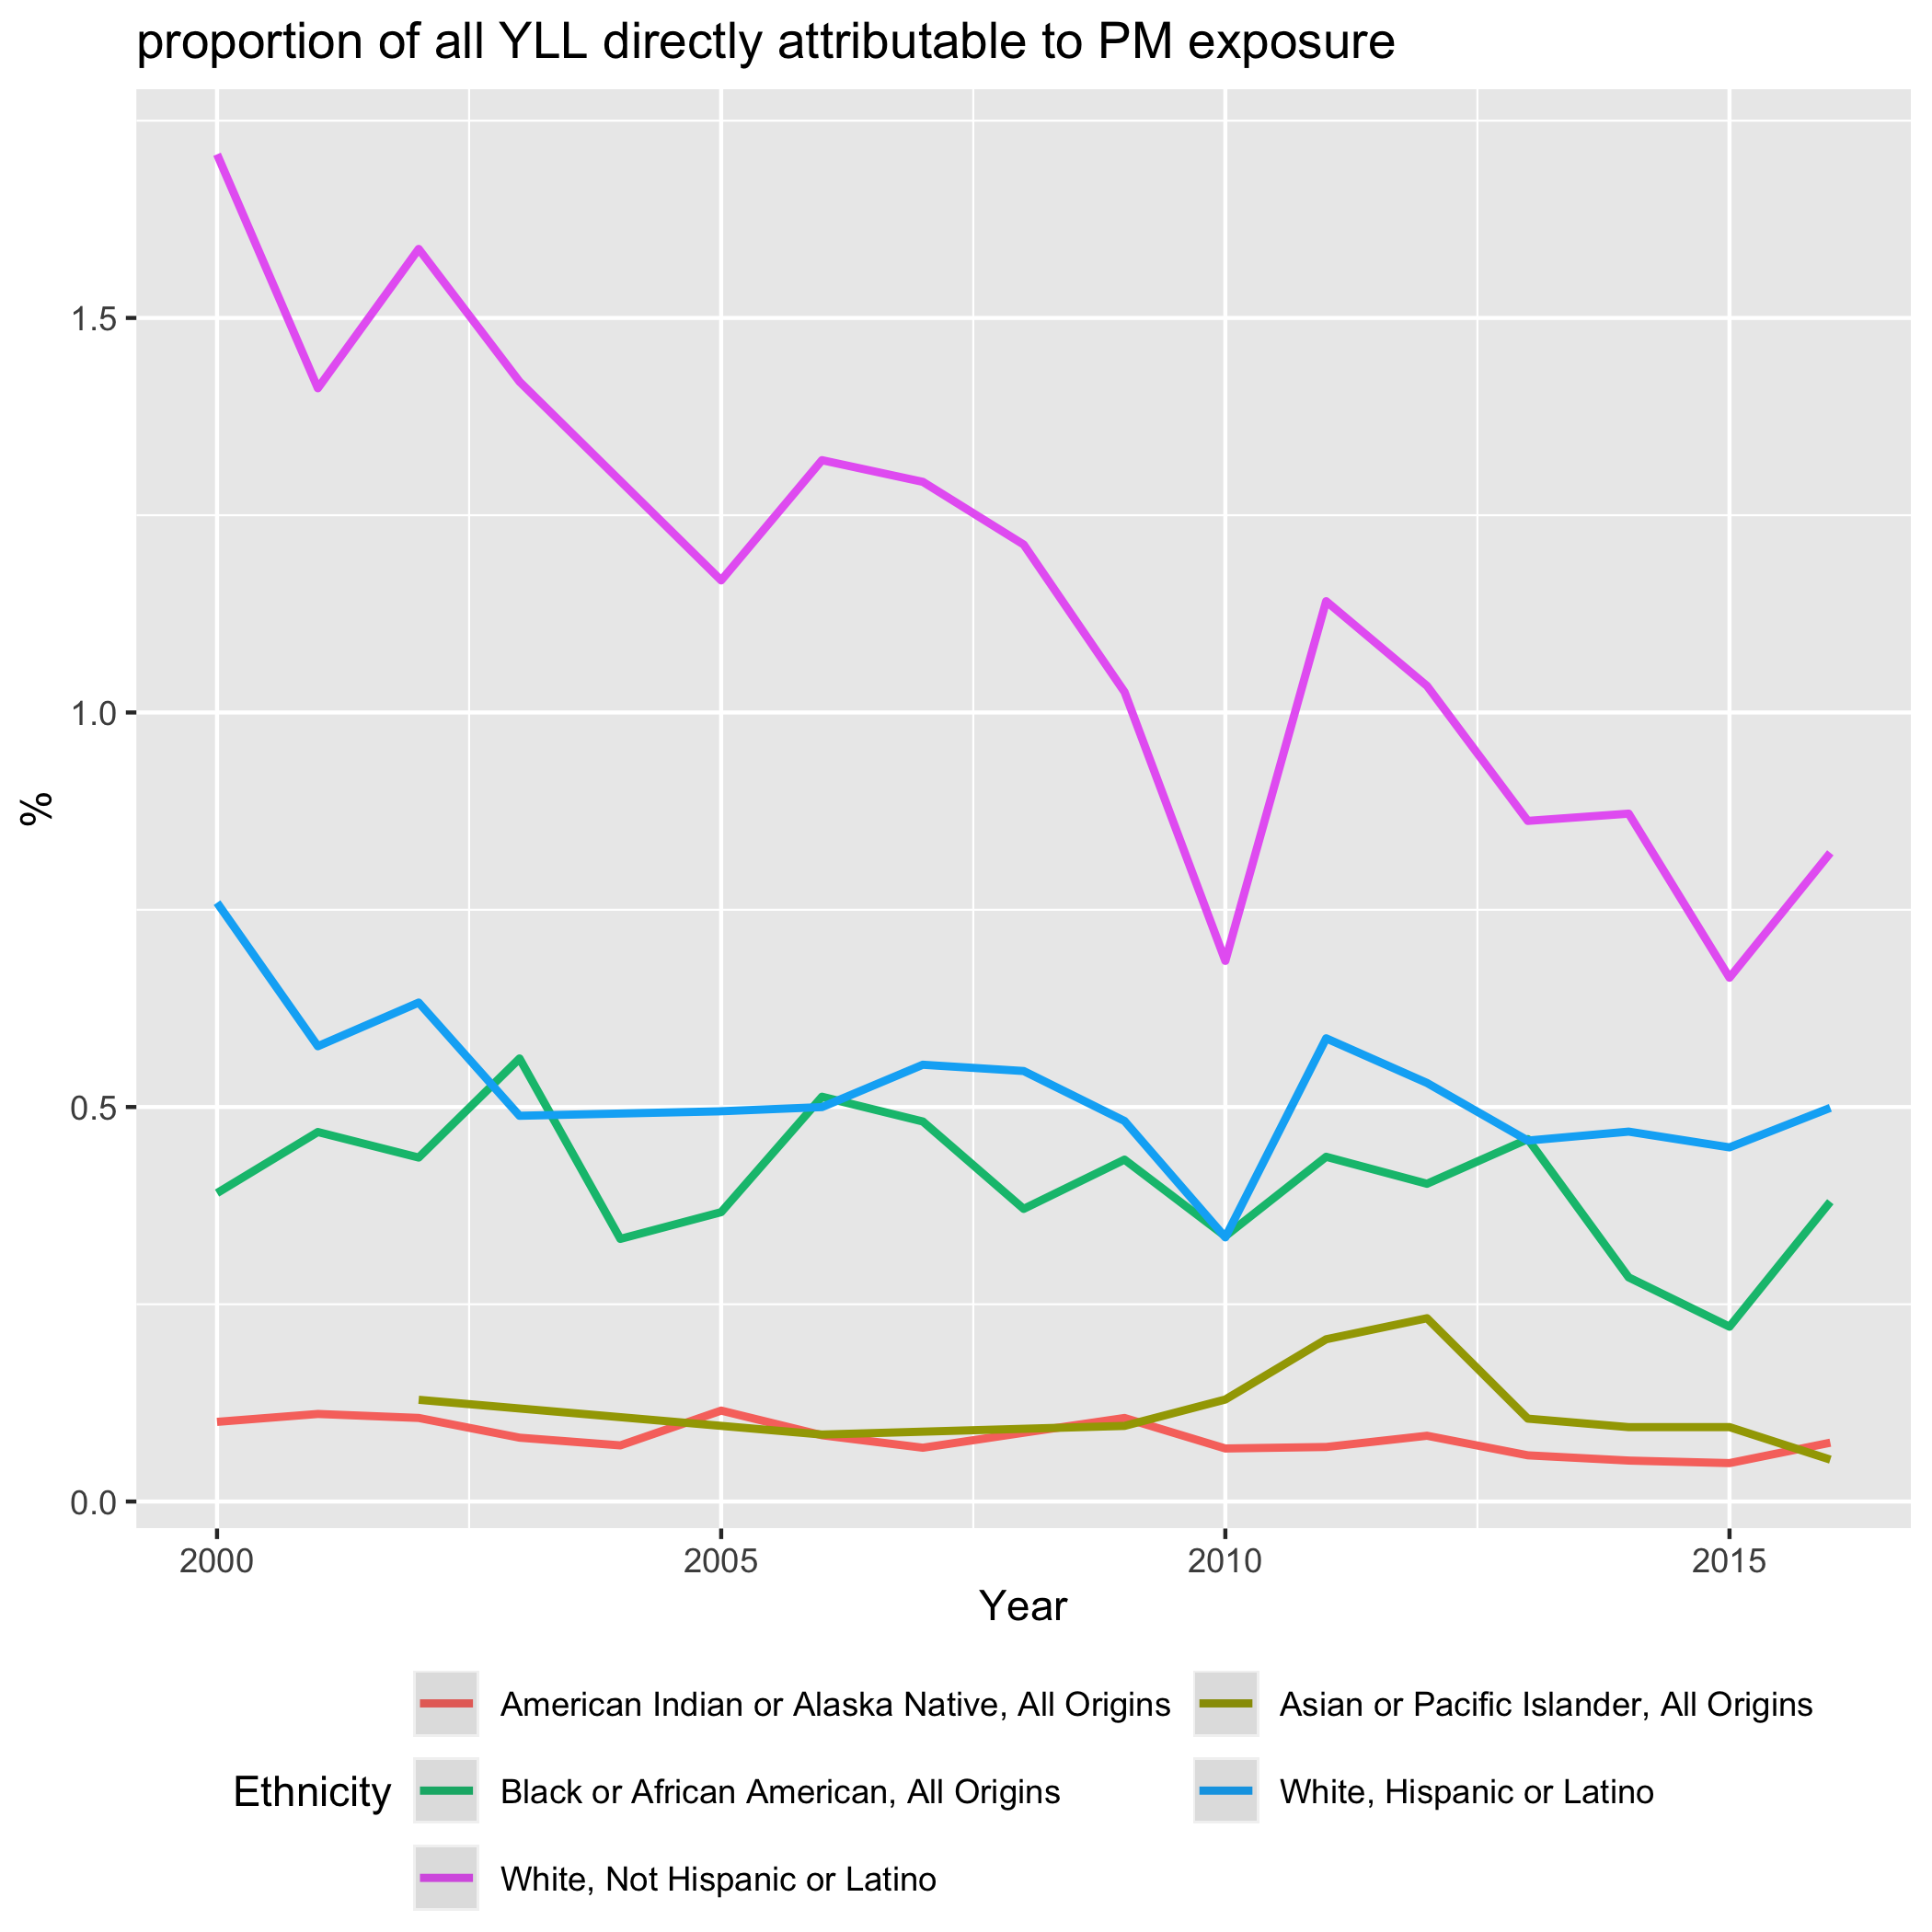 proportion of all YLL directly attributable to PM exposure
1.5
1.0
0.5
0.0
%
2000 2005 2010 2015
Year
Ethnicity
American Indian or Alaska Native, All Origins
Asian or Pacific Islander, All Origins
Black or African American, All Origins
White, Hispanic or Latino
White, Not Hispanic or Latino